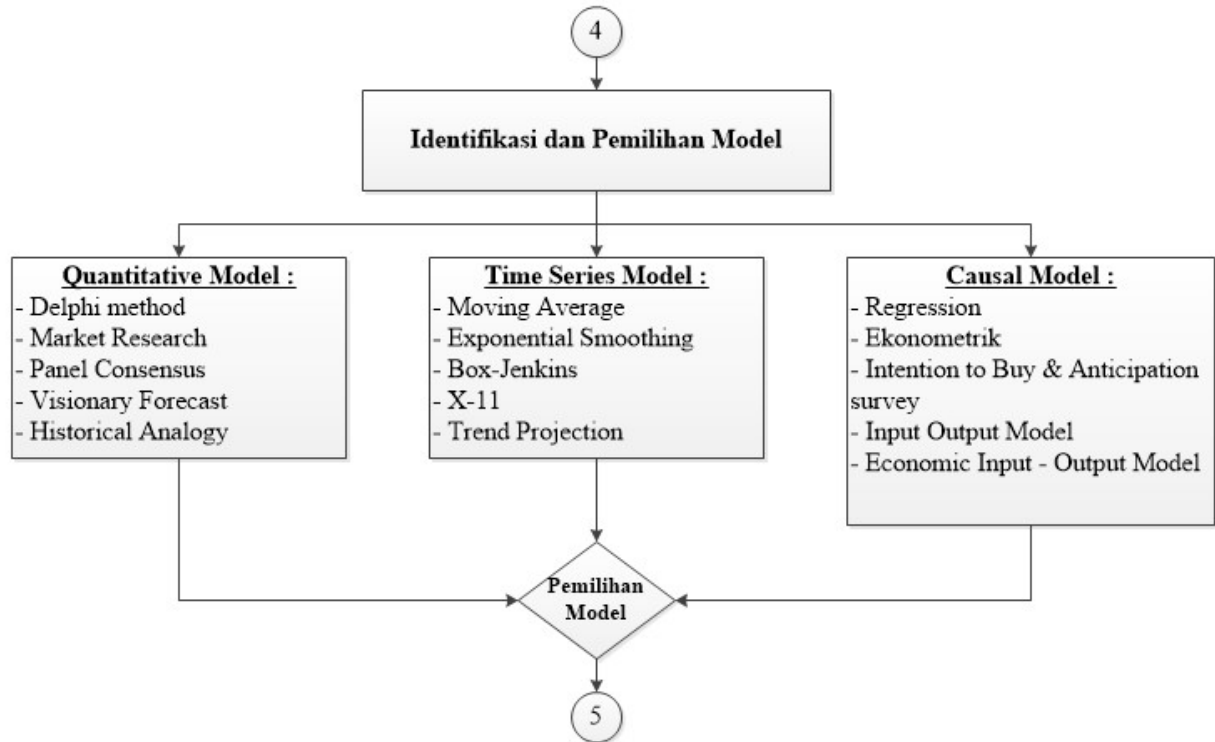 4
Identifikasi dan Pemilihan Model
Quantitative Model :
- Delphi method
- Market Research
- Panel Consensus
- Visionary Forecast
- Historical Analogy
Time Series Model :
- Moving Average
- Exponential Smoothing
- Box-Jenkins
- X-11
- Trend Projection
Causal Model :
- Regression
- Ekonometrik
- Intention to Buy & Anticipation
survey
- Input Output Model
- Economic Input - Output Model
Pemilihan
Model
5